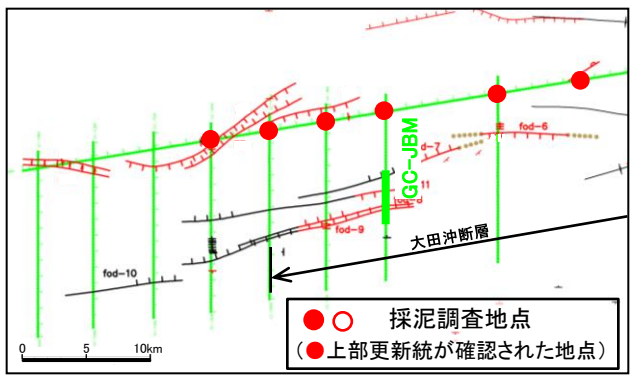 fod-6
GC-JBM
d-7
11
fod-9
大田沖断層
fod-10
0 5 10km
採泥調査地点
(●上部更新統が確認された地点)